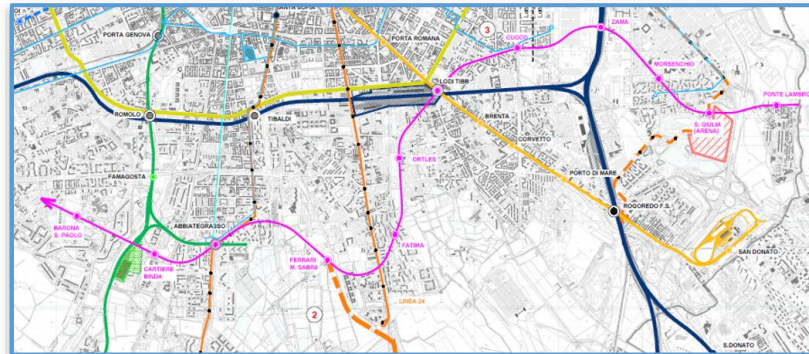 PORTA GENOVA
PORTA ROMANA
3
CUOCO
ZAMA
MORSENCHIO
PONTE LAMBRO
S. GIULIA
(ARENA)
LODI TIBB
ROMOLO
TIBALDI
BRENTA
CORVETTO
ORTLES
PORTO DI MARE
FAMAGOSTA
ROGOREDO F.S.
BARONA
S. PAOLO
ABBIATEGRASSO
FATIMA
CARTIERE
BINDA
FERRARI
M. SABINI
SAN DONATO
LINEA 24
2
S.DONATO